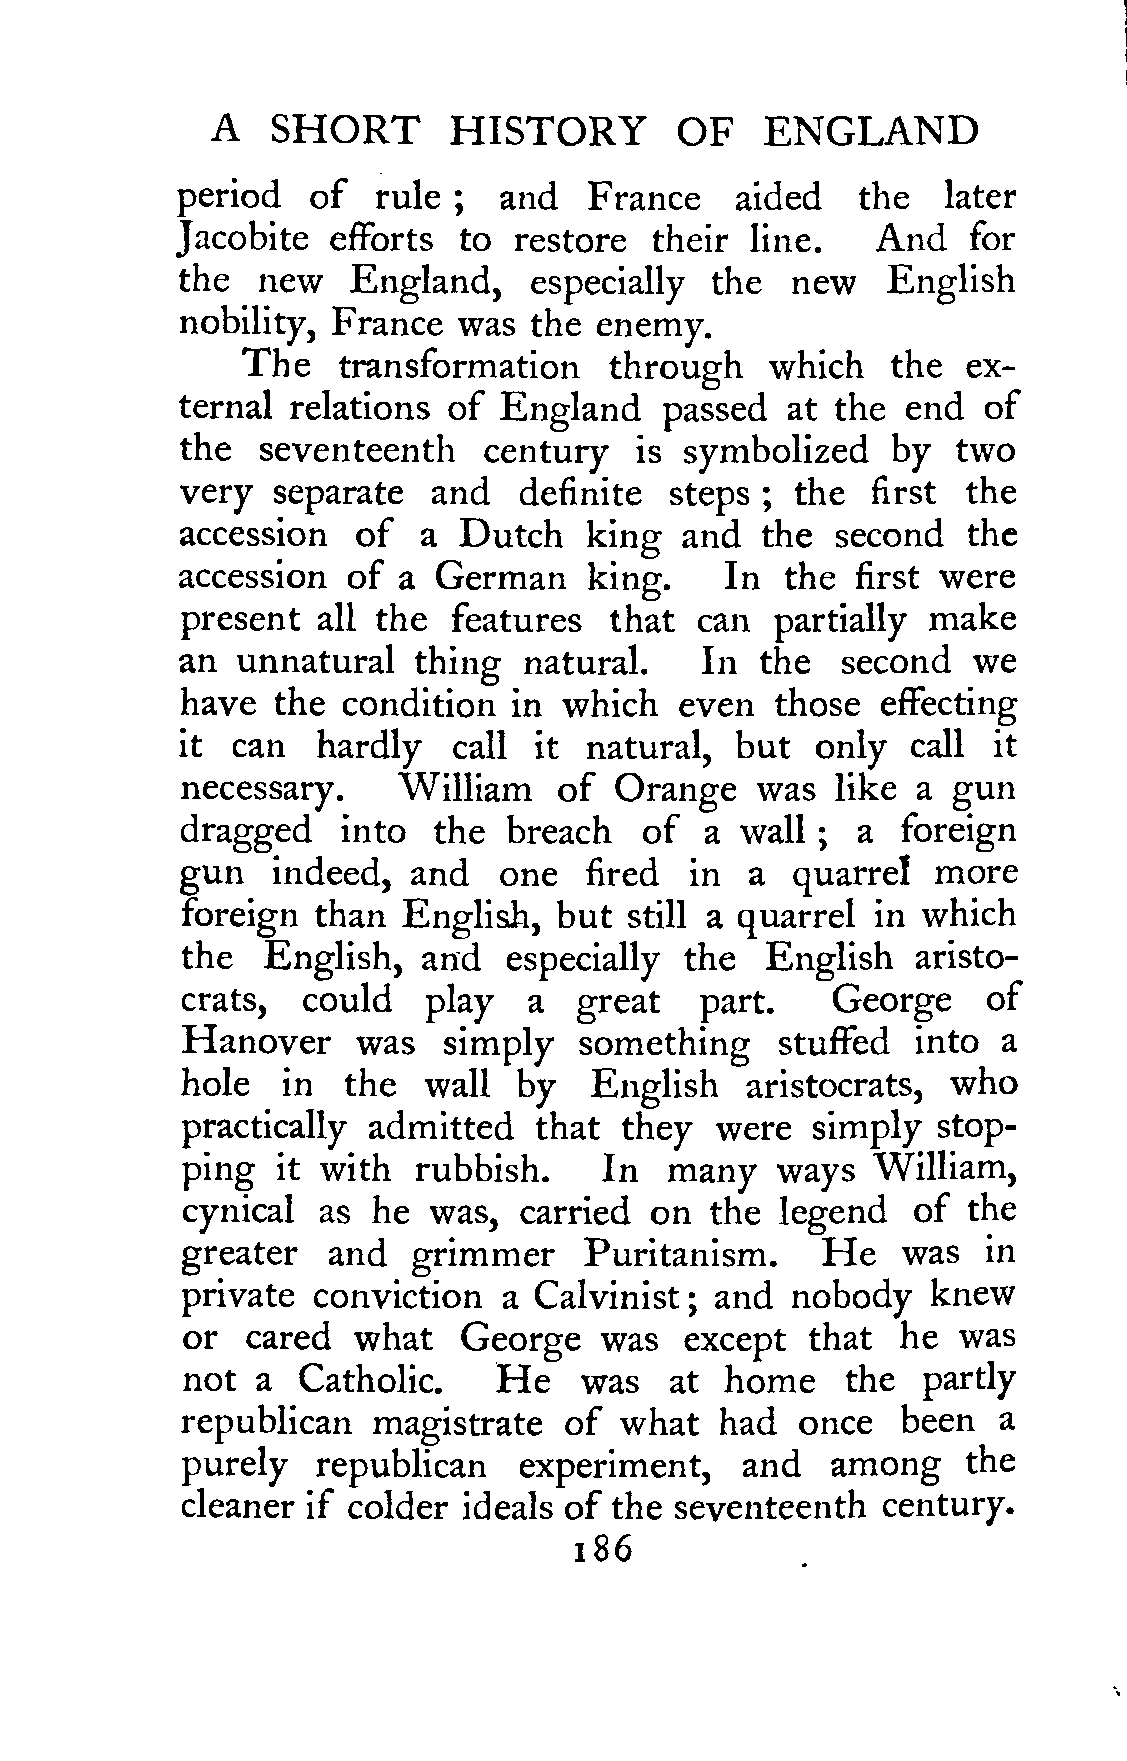 A SHORT HISTORY OF ENGLAND
period of rule ; and France aided the later
Jacobite efforts to restore their line. And for
the new England, especially the new English
nobility, France was the enemy.
The transformation through which the ex-
ternal relations of England passed at the end of
the seventeenth century is symbolized by two
very separate and definite steps ; the first the
accession of a Dutch king and the second the
accession of a German king. In the first were
present all the features that can partially make
an unnatural thing natural. In the second we
have the condition in which even those effecting
it can hardly call it natural, but only call it
necessary. William of Orange was like a gun
dragged into the breach of a wall ; a foreign
gun indeed, and one fired in a quarrel more
foreign than English, but still a quarrel in which
the English, and especially the English aristo-
crats, could play a great part. George of
Hanover was simply something stuffed into a
hole in the wall by English aristocrats, who
practically admitted that they were simply stop-
ping it with rubbish. In many ways William,
cynical as he was, carried on the legend of the
greater and grimmer Puritanism. He was in
private conviction a Calvinist ; and nobody knew
or cared what George was except that he was
not a Catholic. He was at home the partly
republican magistrate of what had once been a
purely republican experiment, and among the
cleaner if colder ideals of the seventeenth century.
186